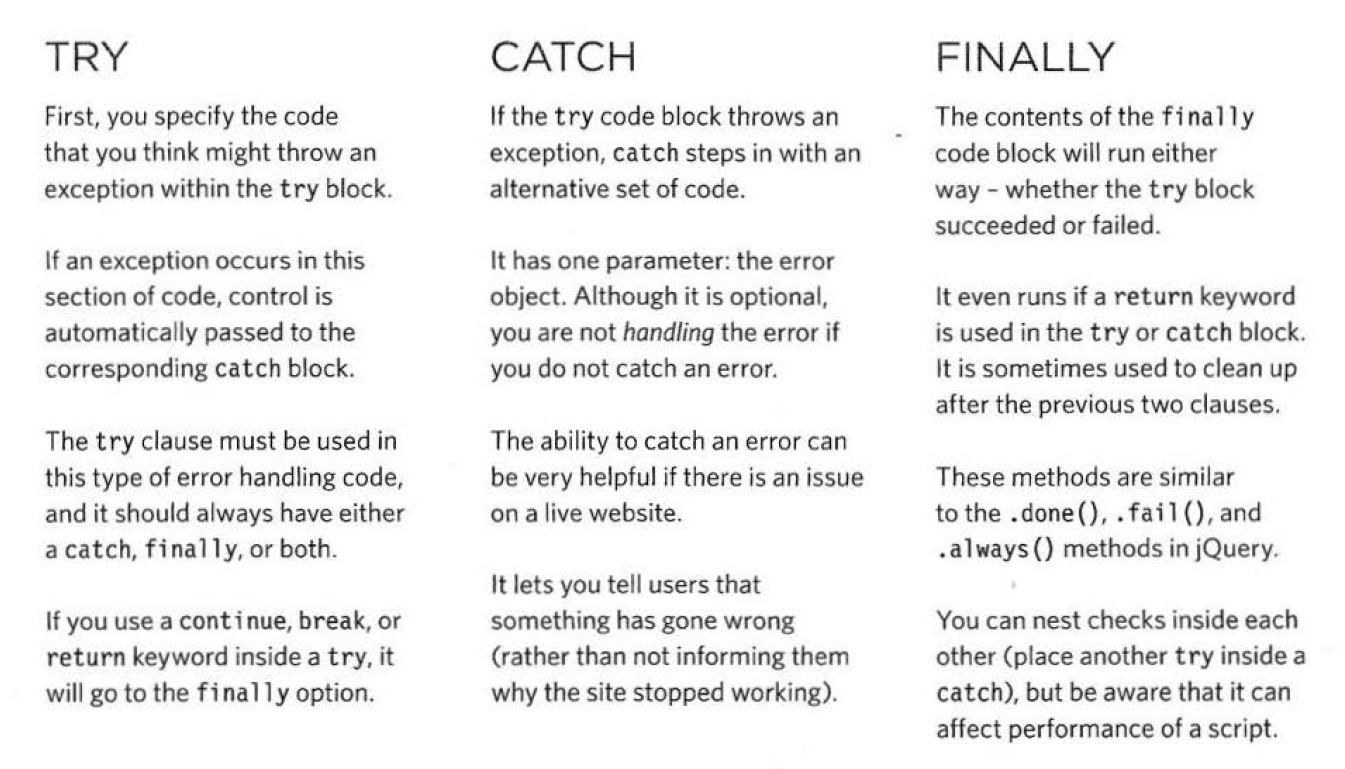 TRY
First, you specify the code
that you think might throw an
exception within the try block.
If an exception occurs in this
section of code, control is
automatically passed to the
corresponding catch block.
The try clause must be used in
this type of error handling code,
and it should always have either
a catch, finally, or both.
If you use a continue, break, or
return keyword inside a try, it
will go to the finally option.
CATCH
If the try code block throws an
exception, catch steps in with an
alternative set of code.
It has one parameter: the error
object. Although it is optional,
you are not handling the error if
you do not catch an error.
The ability to catch an error can
be very helpful if there is an issue
on a live website.
It lets you tell users that
something has gone wrong
(rather than not informing them
why the site stopped working).
FINALLY
The contents of the finally
code block will run either
way – whether the try block
succeeded or failed.
It even runs if a return keyword
is used in the try or catch block.
It is sometimes used to clean up
after the previous two clauses.
These methods are similar
to the .done(), .fail(), and
.always() methods in jQuery.
You can nest checks inside each
other (place another try inside a
catch), but be aware that it can
affect performance of a script.